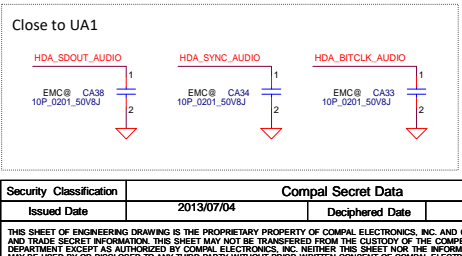 Close to UA1
HDA_SDOUT_AUDIO HDA_SYNC_AUDIO HDA_BITCLK_AUDIO
1 1 1
EMC@ CA38 EMC@ CA34 EMC@ CA33
10P_0201_50V8J 10P_0201_50V8J 10P_0201_50V8J
2 2 2
Security Classification Compal Secret Data
Issued Date 2013/07/04 Deciphered Date
THIS SHEET OF ENGINEERING DRAWING IS THE PROPRIETARY PROPERTY OF COMPAL ELECTRONICS, INC. AND
AND TRADE SECRET INFORMATION. THIS SHEET MAY NOT BE TRANSFERED FROM THE CUSTODY OF THE
DEPARTMENT EXCEPT AS AUTHORIZED BY COMPAL ELECTRONICS, INC. NEITHER THIS SHEET NOR THE